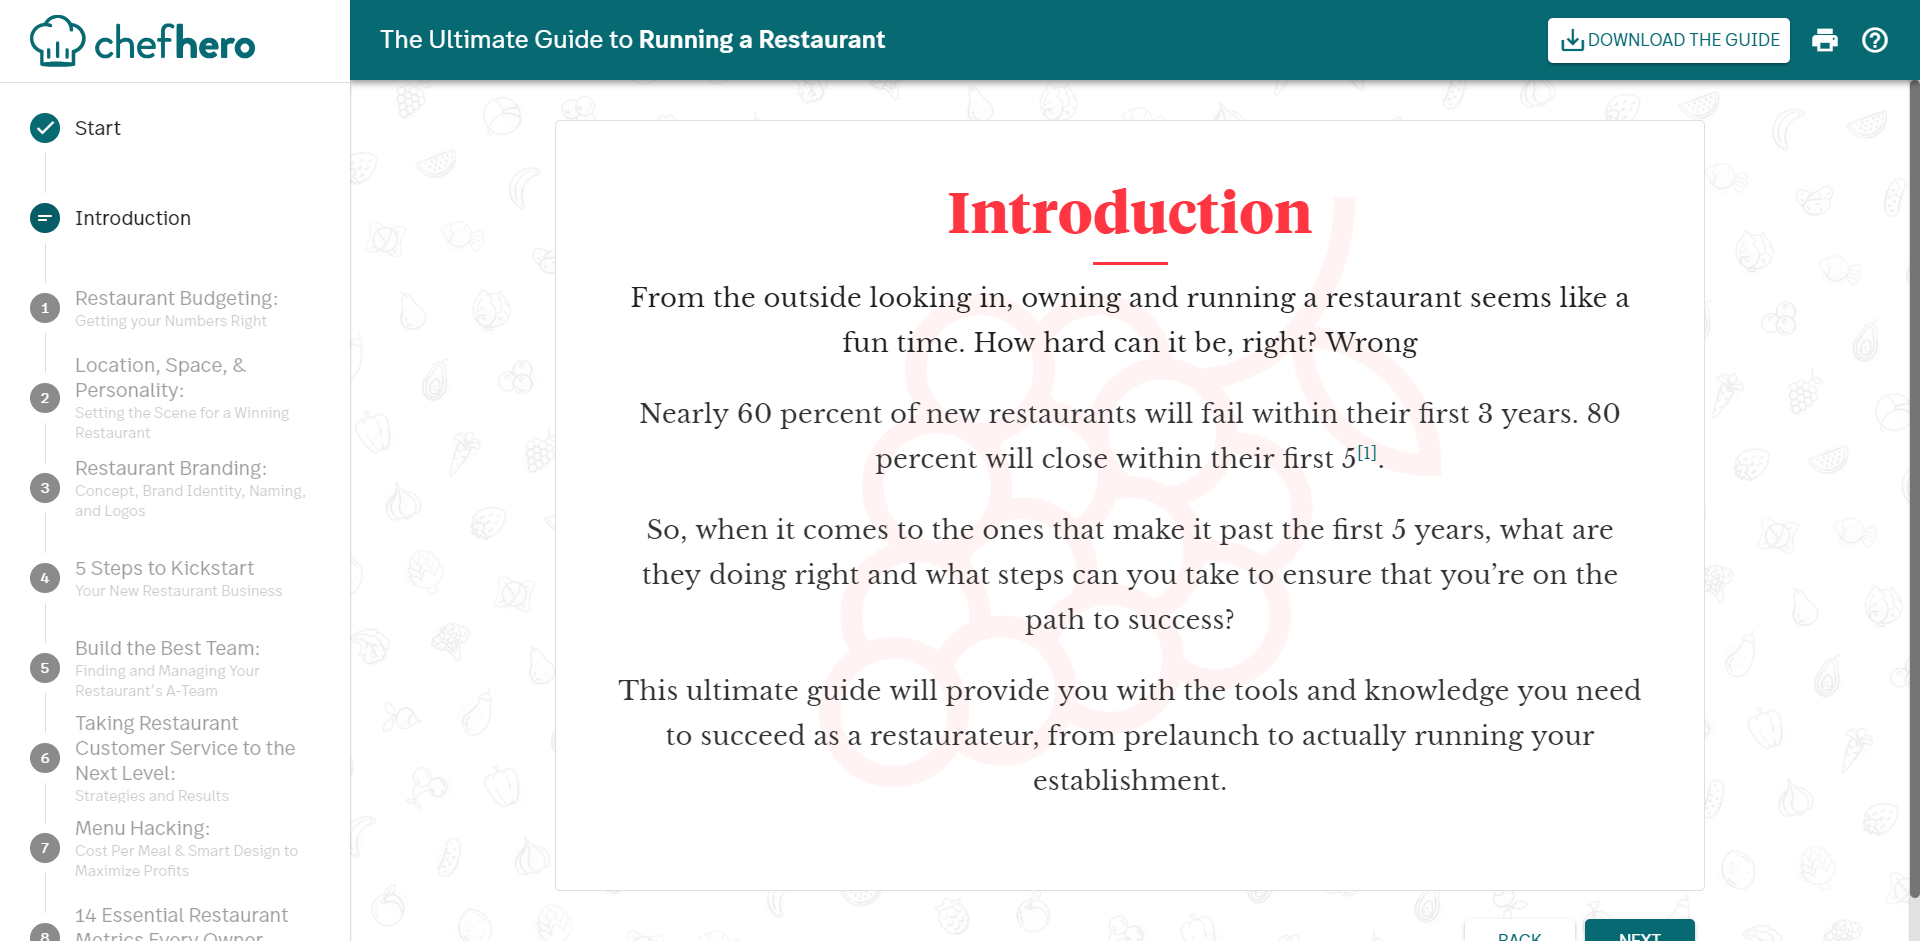 chefhero
The Ultimate Guide to Running a Restaurant
DOWNLOAD THE GUIDE
Start
Introduction
1
Restaurant Budgeting:
Getting your Numbers Right
2
Location, Space, &
Personality:
Setting the Scene for a Winning
Restaurant
3
Restaurant Branding:
Concept, Brand Identity, Naming,
and Logos
4
5 Steps to Kickstart
Your New Restaurant Business
5
Build the Best Team:
Finding and Managing Your
Restaurant's A-Team
6
Taking Restaurant
Customer Service to the
Next Level:
Strategies and Results
7
Menu Hacking:
Cost Per Meal & Smart Design to
Maximize Profits
8
14 Essential Restaurant
Metrics Every Owner
Introduction
From the outside looking in, owning and running a restaurant seems like a
fun time. How hard can it be, right? Wrong
Nearly 60 percent of new restaurants will fail within their first 3 years. 80
percent will close within their first 5[1].
So, when it comes to the ones that make it past the first 5 years, what are
they doing right and what steps can you take to ensure that you’re on the
path to success?
This ultimate guide will provide you with the tools and knowledge you need
to succeed as a restaurateur, from prelaunch to actually running your
establishment.
BACK
NEXT